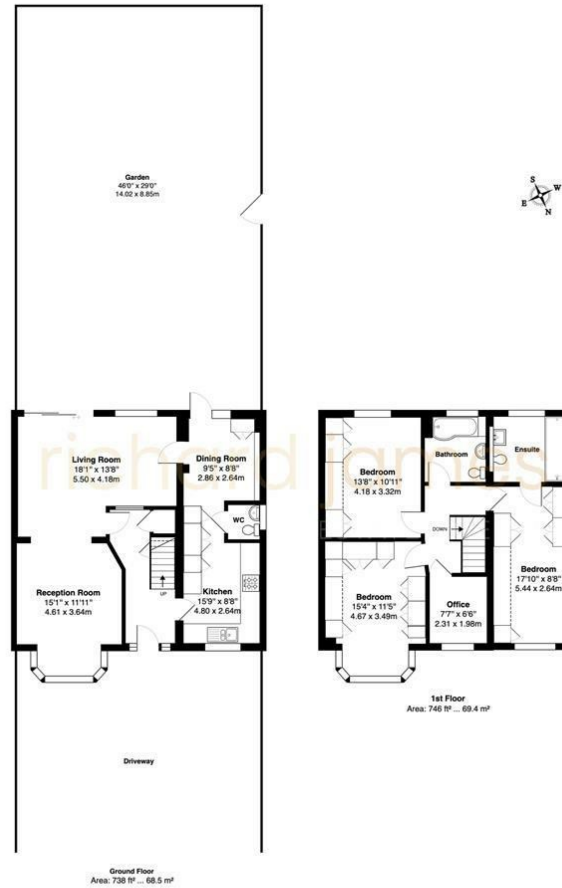 Garden
46'0" x 29'0"
14.02 x 8.85m
S
W
E
N
richard james
Living Room
18'1" x 13'8"
5.50 x 4.18m
Dining Room
9'5" x 8'8"
2.86 x 2.64m
WC
Reception Room
15'1" x 11'11"
4.61 x 3.64m
UP
Kitchen
15'9" x 8'8"
4.80 x 2.64m
Driveway
Ground Floor
Area: 738 ft² ... 68.5 m²
Bedroom
13'8" x 10'11"
4.18 x 3.32m
Bathroom
Ensuite
DOWN
Bedroom
15'4" x 11'5"
4.67 x 3.49m
Office
7'7" x 6'6"
2.31 x 1.98m
Bedroom
17'10" x 8'8"
5.44 x 2.64m
1st Floor
Area: 746 ft² ... 69.4 m²